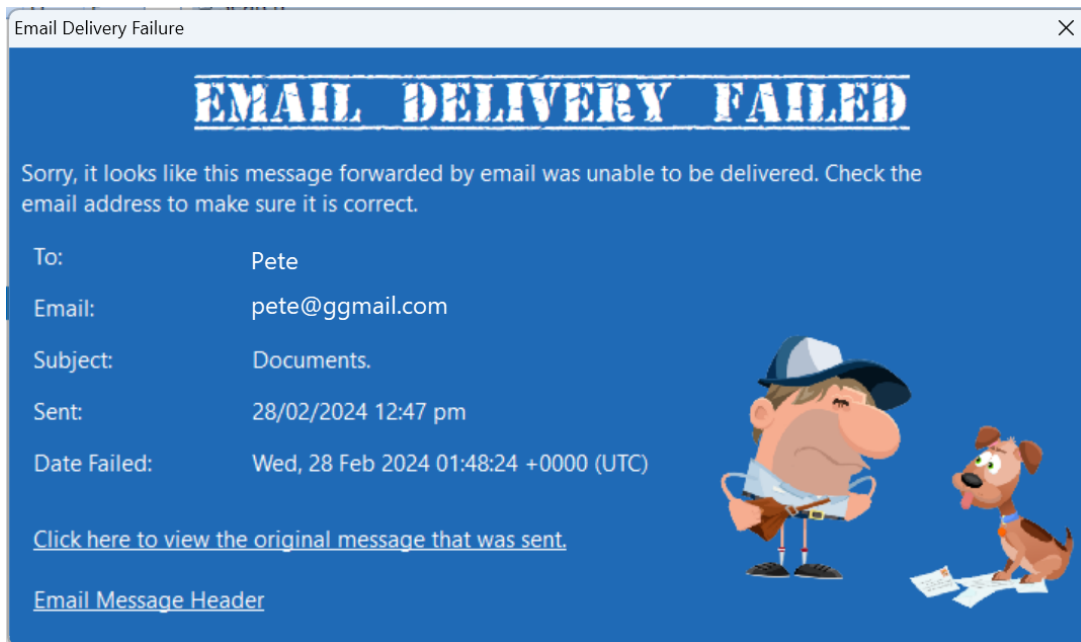 Email Delivery Failure
EMAIL DELIVERY FAILED
Sorry, it looks like this message forwarded by email was unable to be delivered. Check the
email address to make sure it is correct.
To: Pete
Email: pete@ggmail.com
Subject: Documents.
Sent: 28/02/2024 12:47 pm
Date Failed: Wed, 28 Feb 2024 01:48:24 +0000 (UTC)
Click here to view the original message that was sent.
Email Message Header